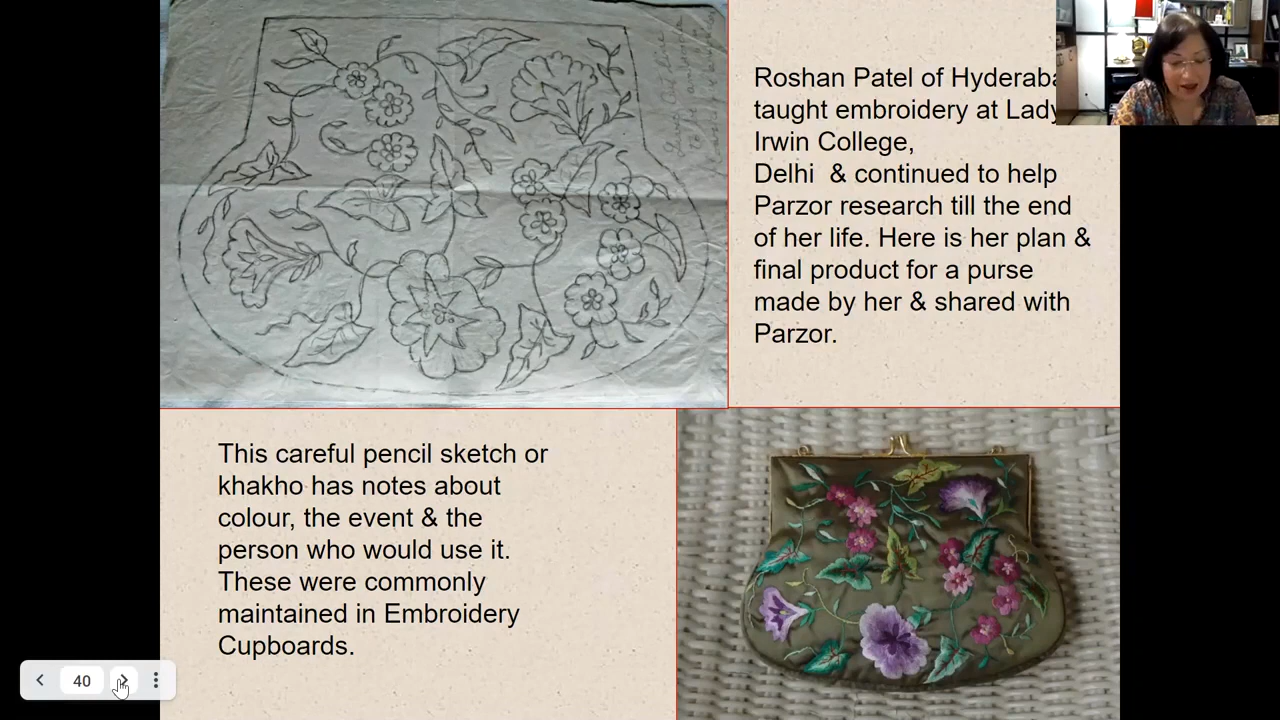 Roshan Patel of Hyderaba
taught embroidery at Lady
Irwin College,
Delhi & continued to help
Parzor research till the end
of her life. Here is her plan &
final product for a purse
made by her & shared with
Parzor.
This careful pencil sketch or
khakho has notes about
colour, the event & the
person who would use it.
These were commonly
maintained in Embroidery
Cupboards.
40